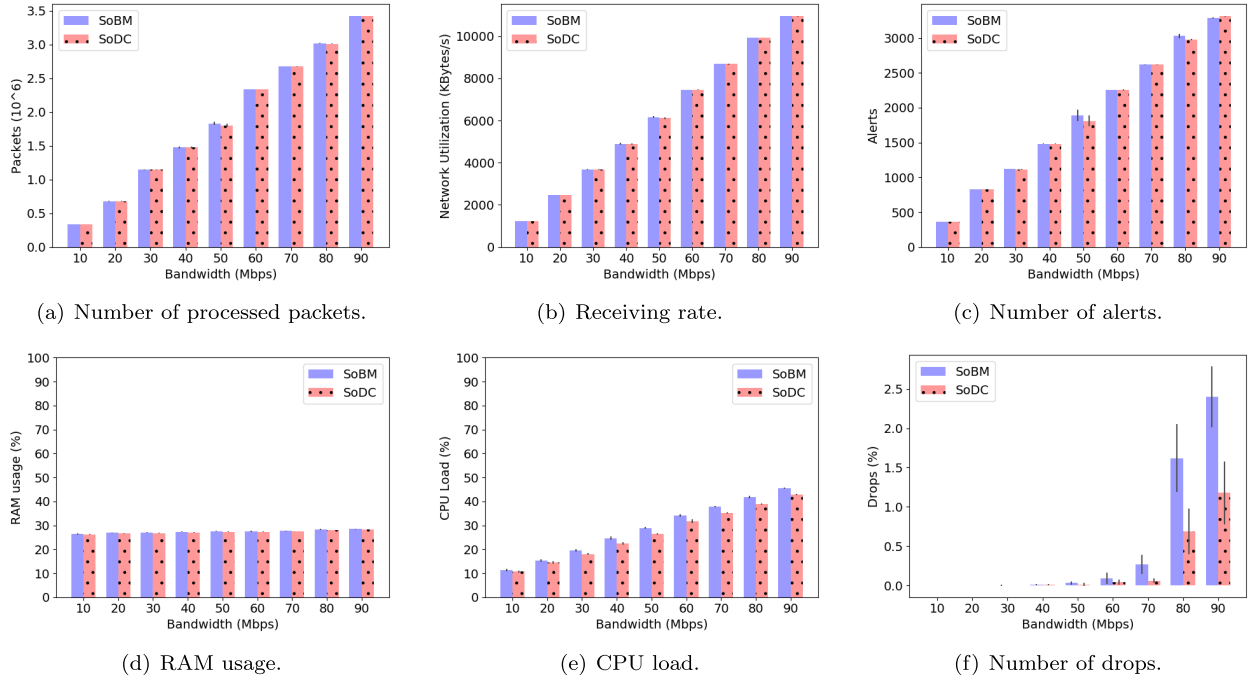 3.5
3.0
2.5
2.0
1.5
1.0
0.5
0.0
Packets (10^6)
SoBM
SoDC
10 20 30 40 50 60 70 80 90
Bandwidth (Mbps)
(a) Number of processed packets.
10000
8000
6000
4000
2000
0
Network Utilization (KBytes/s)
SoBM
SoDC
10 20 30 40 50 60 70 80 90
Bandwidth (Mbps)
(b) Receiving rate.
3000
2500
2000
1500
1000
500
0
Alerts
SoBM
SoDC
10 20 30 40 50 60 70 80 90
Bandwidth (Mbps)
(c) Number of alerts.
100
90
80
70
60
50
40
30
20
10
0
RAM usage (%)
SoBM
SoDC
10 20 30 40 50 60 70 80 90
Bandwidth (Mbps)
(d) RAM usage.
100
90
80
70
60
50
40
30
20
10
0
CPU Load (%)
SoBM
SoDC
10 20 30 40 50 60 70 80 90
Bandwidth (Mbps)
(e) CPU load.
2.5
2.0
1.5
1.0
0.5
0.0
Drops (%)
SoBM
SoDC
10 20 30 40 50 60 70 80 90
Bandwidth (Mbps)
(f) Number of drops.